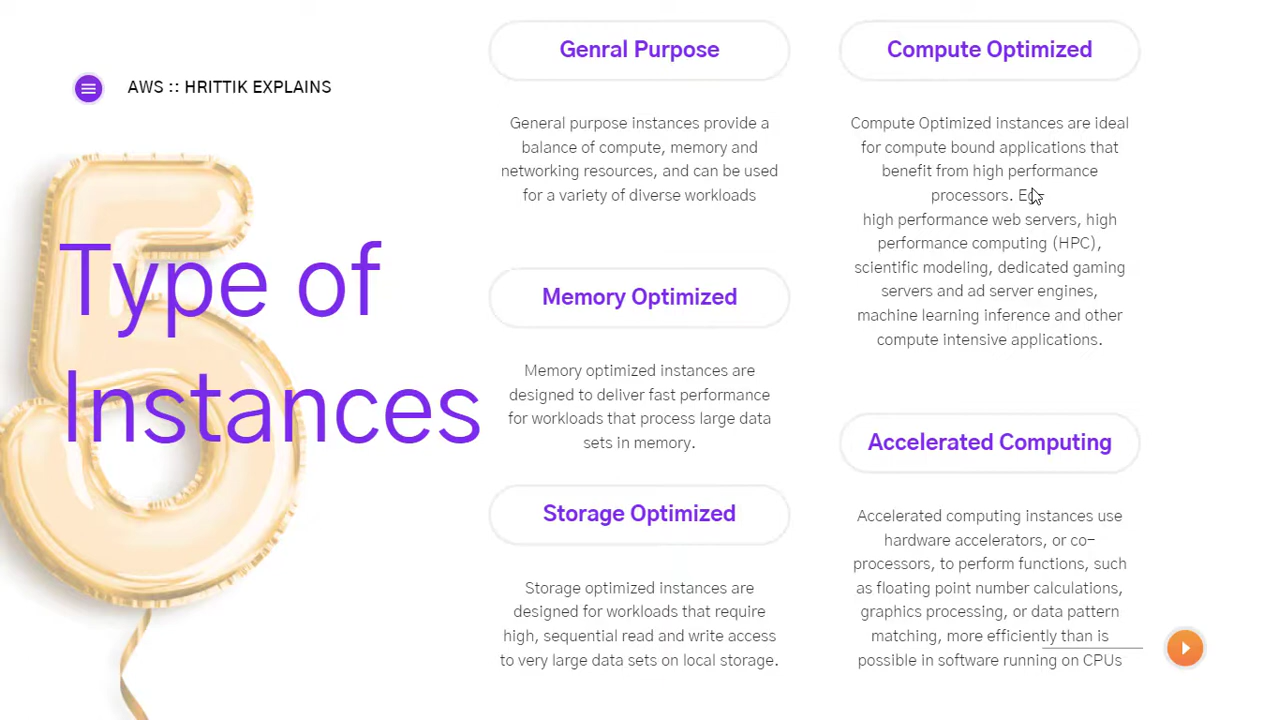 AWS :: HRITTIK EXPLAINS
Type of
Instances
Genral Purpose
General purpose instances provide a
balance of compute, memory and
networking resources, and can be used
for a variety of diverse workloads
Memory Optimized
Memory optimized instances are
designed to deliver fast performance
for workloads that process large data
sets in memory.
Storage Optimized
Storage optimized instances are
designed for workloads that require
high, sequential read and write access
to very large data sets on local storage.
Compute Optimized
Compute Optimized instances are ideal
for compute bound applications that
benefit from high performance
processors.
high performance web servers, high
performance computing (HPC),
scientific modeling, dedicated gaming
servers and ad server engines,
machine learning inference and other
compute intensive applications.
Accelerated Computing
Accelerated computing instances use
hardware accelerators, or co-
processors, to perform functions, such
as floating point number calculations,
graphics processing, or data pattern
matching, more efficiently than is
possible in software running on CPUs
5